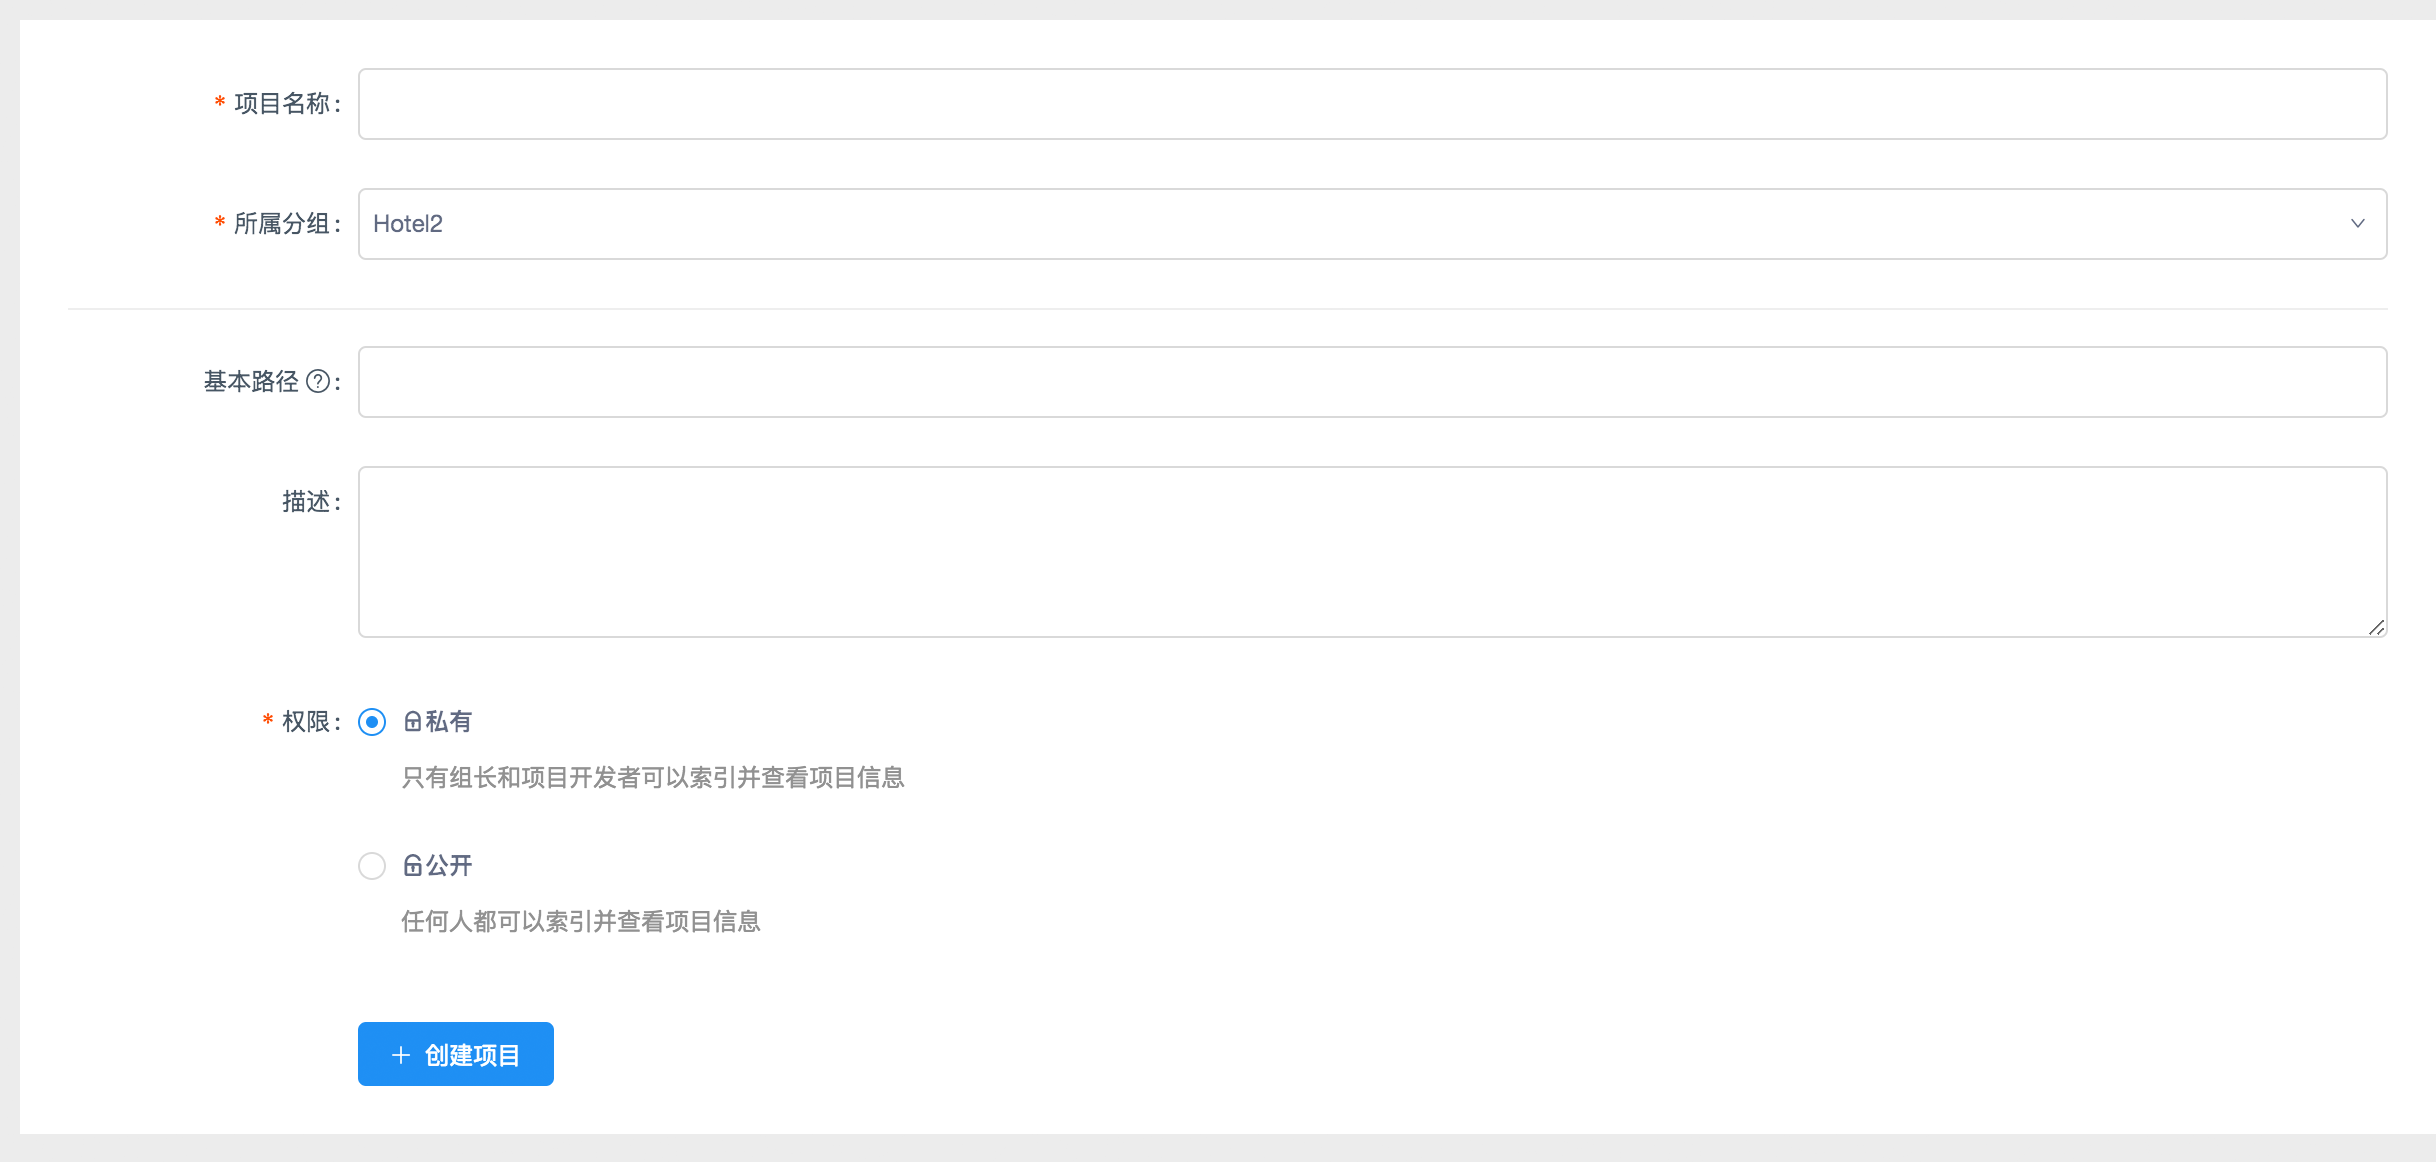 * 项目名称 :
* 所属分组 : Hotel2
基本路径 ? :
描述 :
* 权限 : 私有
只有组长和项目开发者可以索引并查看项目信息
公开
任何人都可以索引并查看项目信息
+ 创建项目